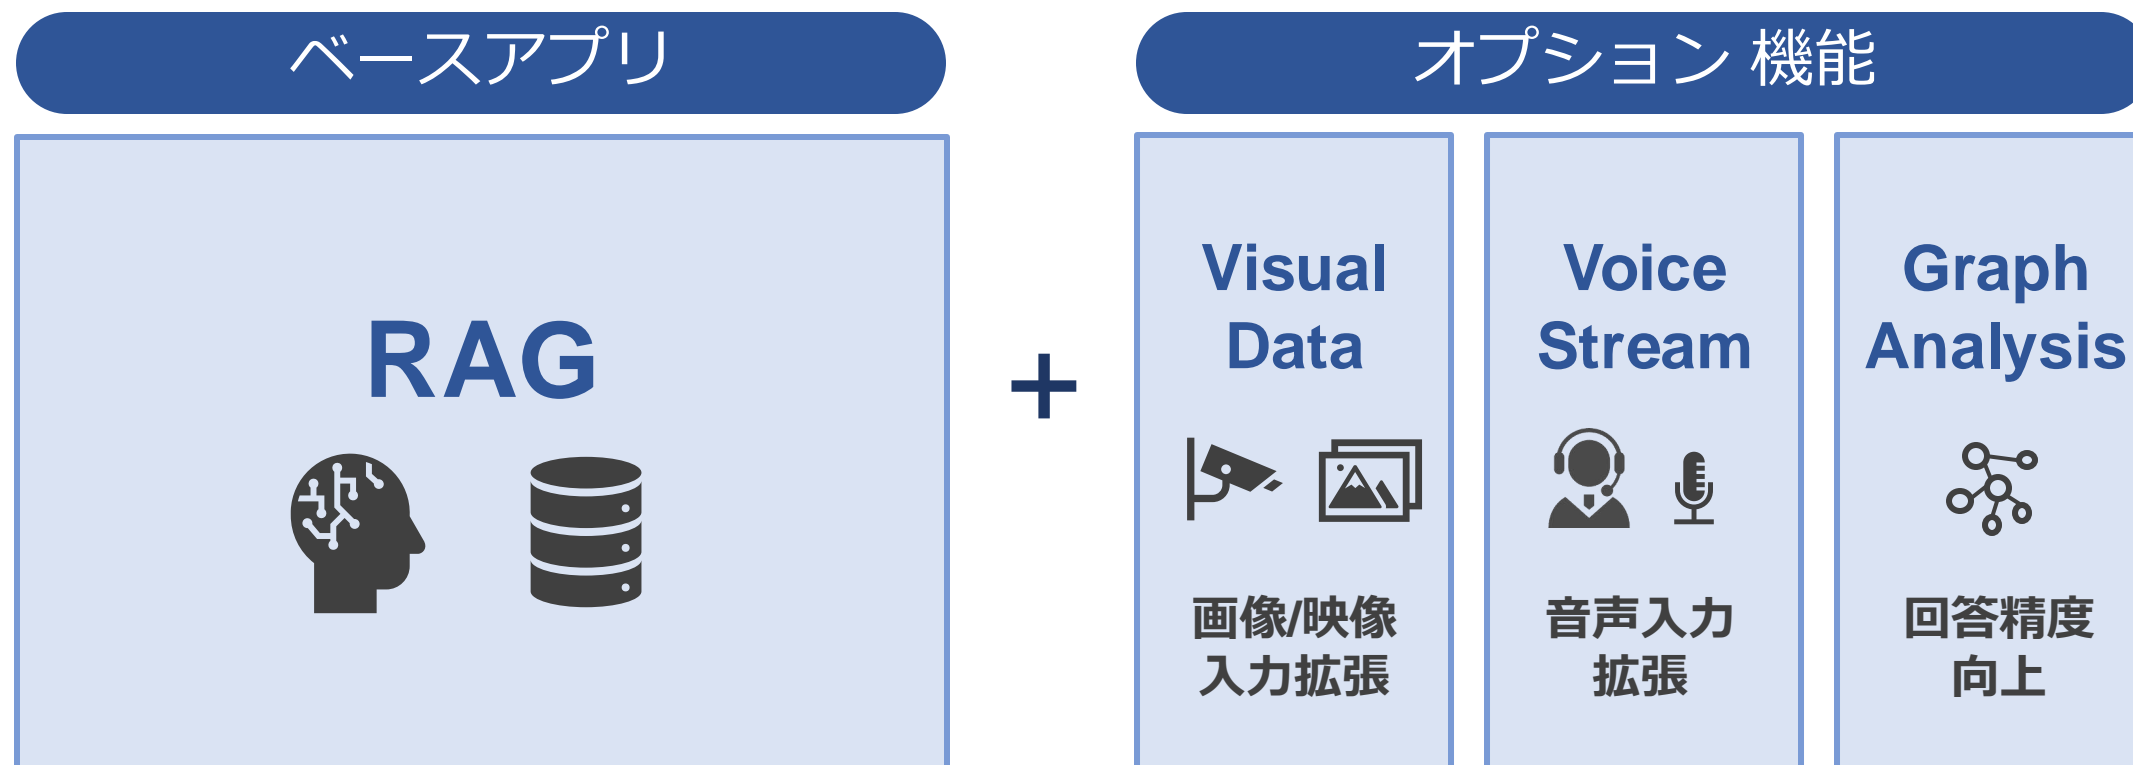 ベースアプリ
オプション 機能
RAG
+
Visual
Data
画像/映像
入力拡張
Voice
Stream
音声入力
拡張
Graph
Analysis
回答精度
向上